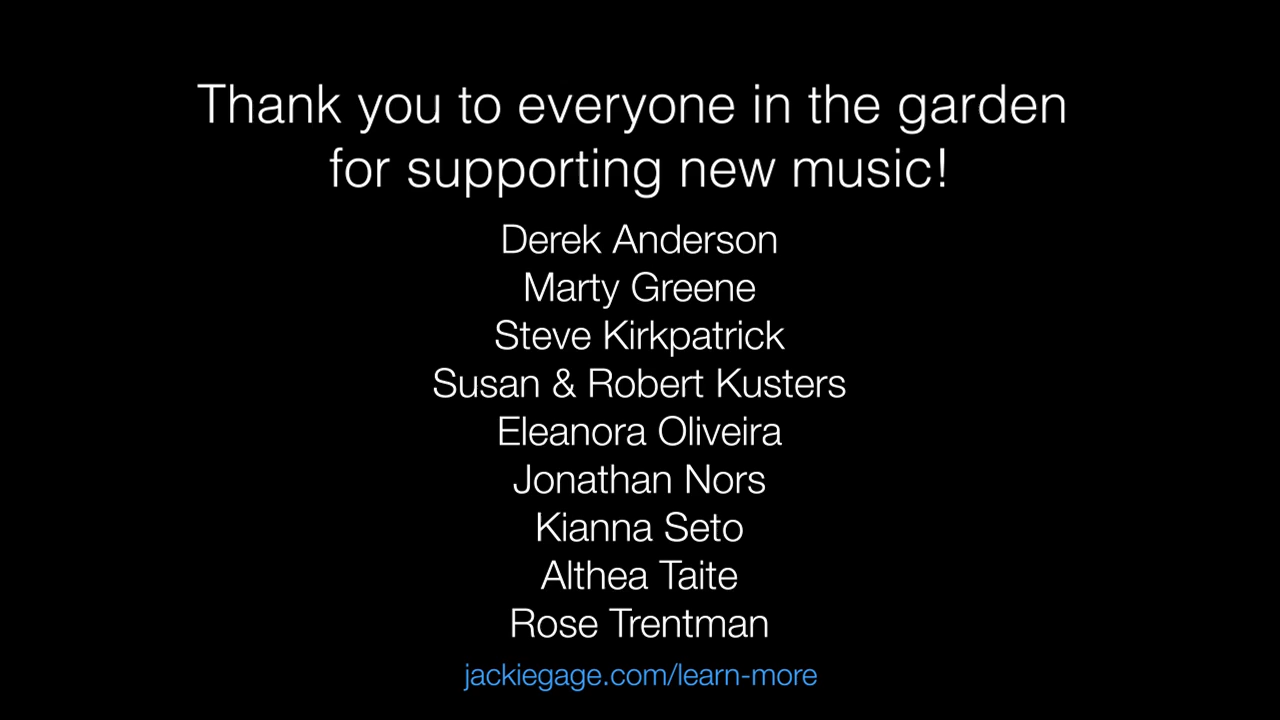 Thank you to everyone in the garden
for supporting new music!
Derek Anderson
Marty Greene
Steve Kirkpatrick
Susan & Robert Kusters
Eleanora Oliveira
Jonathan Nors
Kianna Seto
Althea Taite
Rose Trentman
jackiegage.com/learn-more